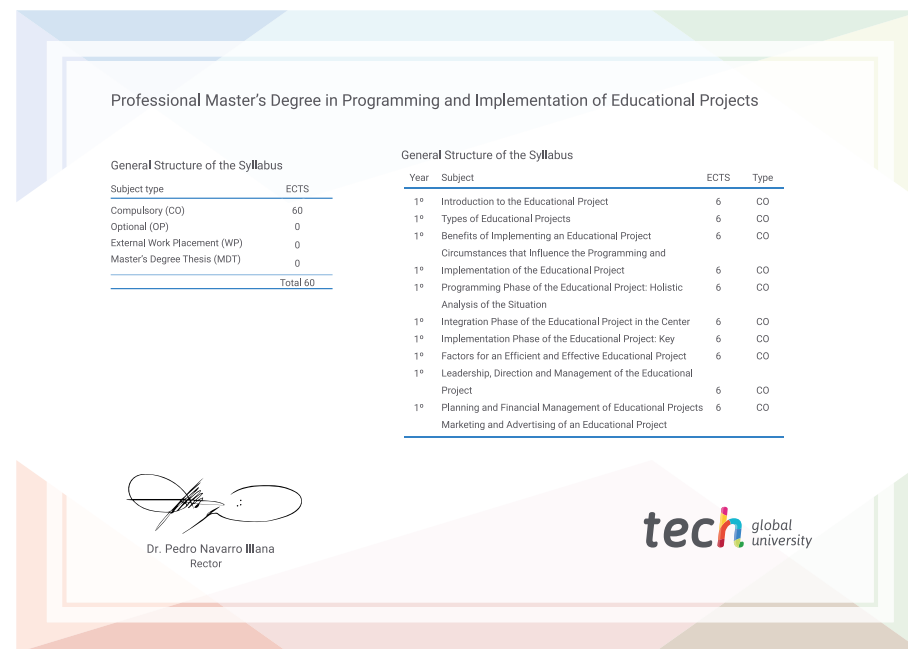 Professional Master's Degree in Programming and Implementation of Educational Projects
General Structure of the Syllabus
Subject type ECTS
Compulsory (CO) 60
Optional (OP) 0
External Work Placement (WP) 0
Master's Degree Thesis (MDT) 0
Total 60
General Structure of the Syllabus
Year Subject ECTS Type
1º Introduction to the Educational Project 6 CO
1º Types of Educational Projects 6 CO
1º Benefits of Implementing an Educational Project 6 CO
Circumstances that Influence the Programming and
1º Implementation of the Educational Project 6 CO
1º Programming Phase of the Educational Project: Holistic 6 CO
Analysis of the Situation
1º Integration Phase of the Educational Project in the Center 6 CO
1º Implementation Phase of the Educational Project: Key 6 CO
1º Factors for an Efficient and Effective Educational Project 6 CO
1º Leadership, Direction and Management of the Educational
Project 6 CO
1º Planning and Financial Management of Educational Projects 6 CO
Marketing and Advertising of an Educational Project
Dr. Pedro Navarro Illana
Rector
tech global
university